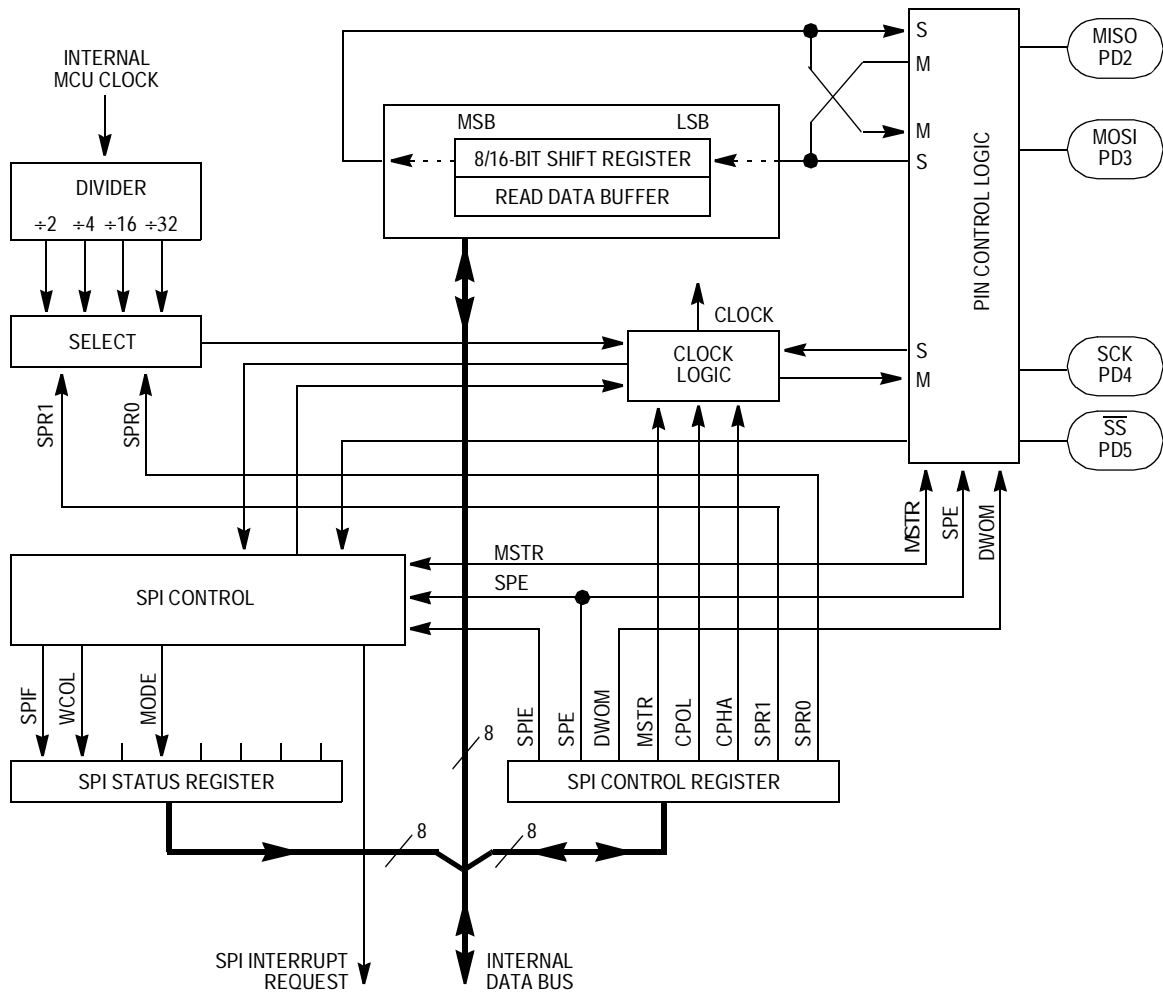 INTERNAL
MCU CLOCK
DIVIDER
÷2 ÷4 ÷16 ÷32
SELECT
SPR1
SPR0
MSB LSB
8/16-BIT SHIFT REGISTER
READ DATA BUFFER
S
M
M
S
PIN CONTROL LOGIC
MISO
PD2
MOSI
PD3
CLOCK
CLOCK
LOGIC
S
M
SCK
PD4
SS
PD5
MSTR
SPE
DWOM
MSTR
SPE
SPI CONTROL
SPIF
WCOL
MODE
SPI STATUS REGISTER
8
SPIE
SPE
DWOM
MSTR
CPOL
CPHA
SPR1
SPR0
SPI CONTROL REGISTER
8
8
SPI INTERRUPT
REQUEST
INTERNAL
DATA BUS